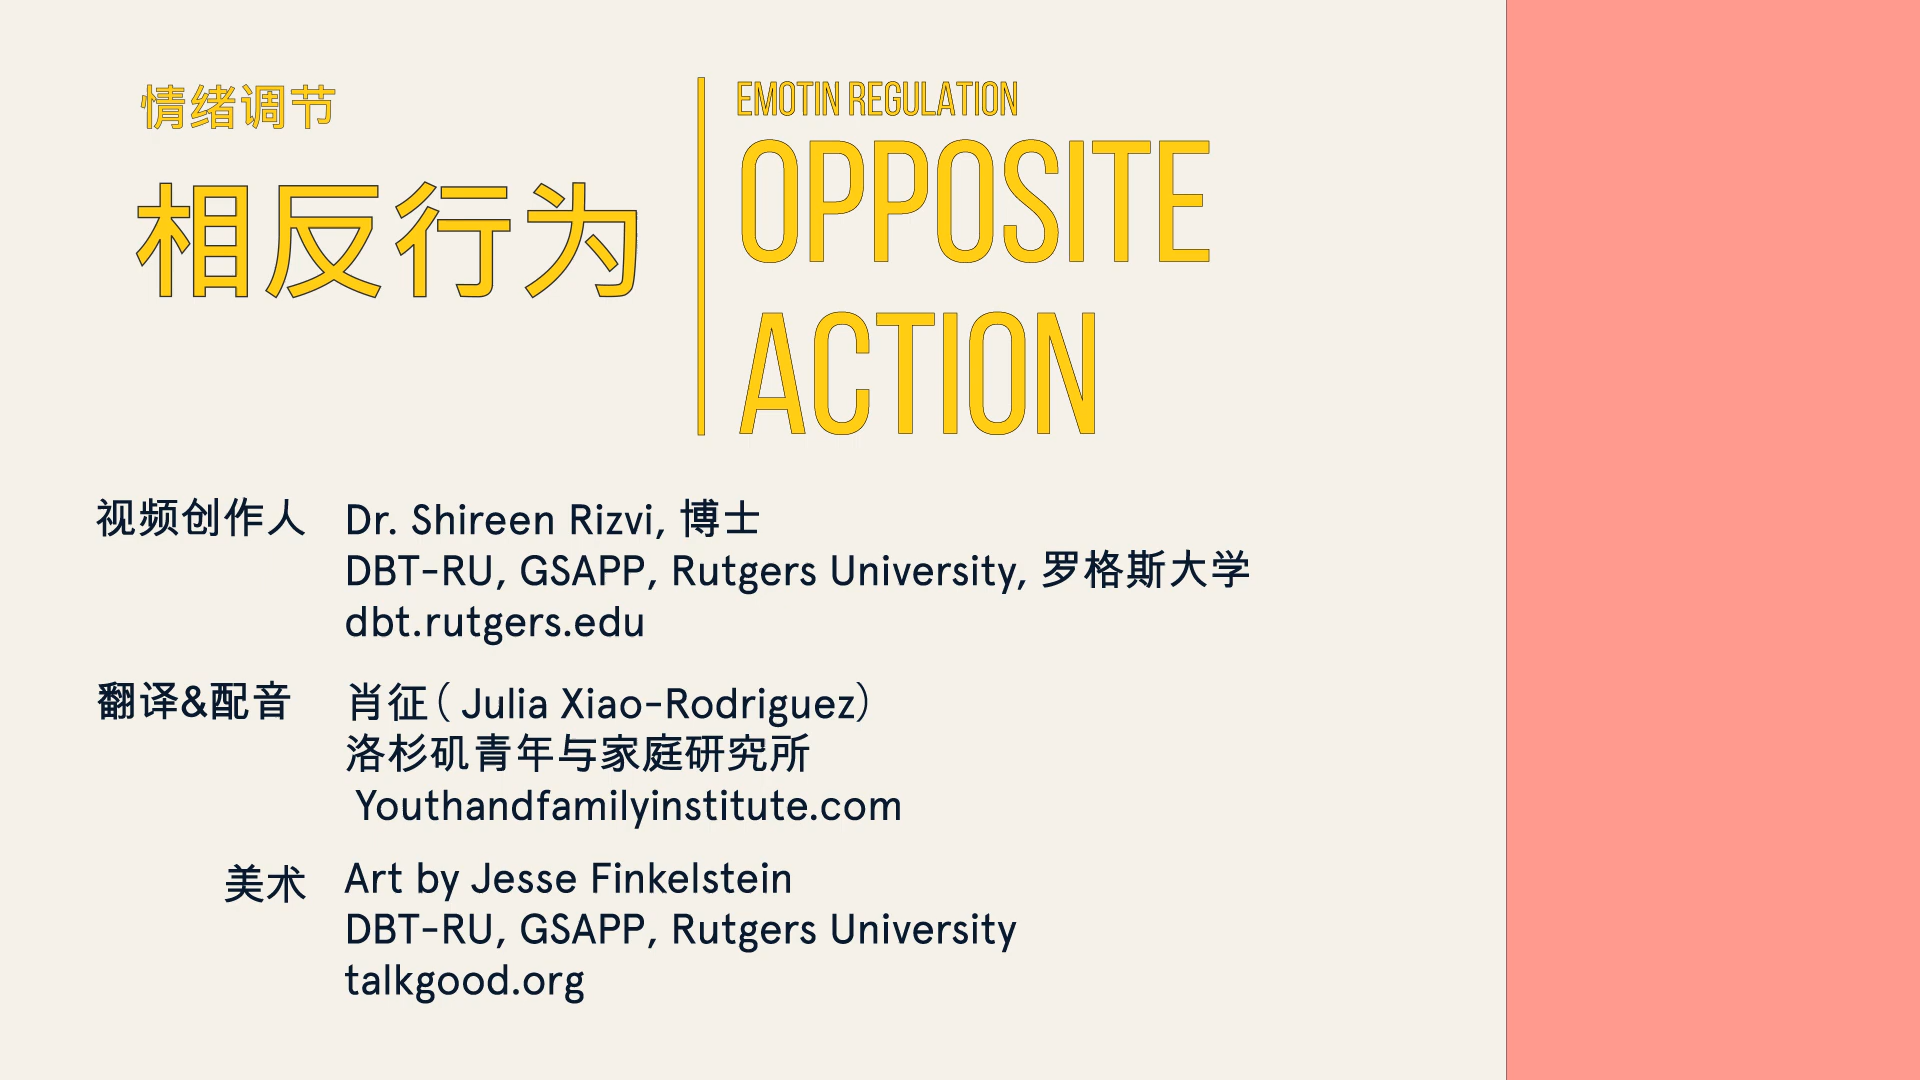 情绪调节
相反行为
EMOTIN REGULATION
OPPOSITE
ACTION
视频创作人 Dr. Shireen Rizvi, 博士
DBT-RU, GSAPP, Rutgers University, 罗格斯大学
dbt.rutgers.edu
翻译&配音 肖征( Julia Xiao-Rodriguez)
洛杉矶青年与家庭研究所
Youthandfamilyinstitute.com
美术 Art by Jesse Finkelstein
DBT-RU, GSAPP, Rutgers University
talkgood.org